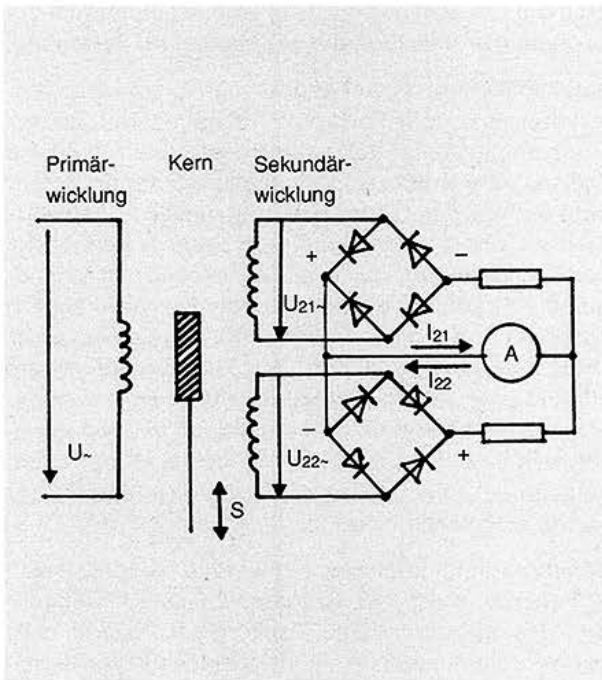 Primär-
wicklung
Kern
Sekundär-
wicklung
+
−
U21~
I21
A
I22
−
U~
U22~
+
S